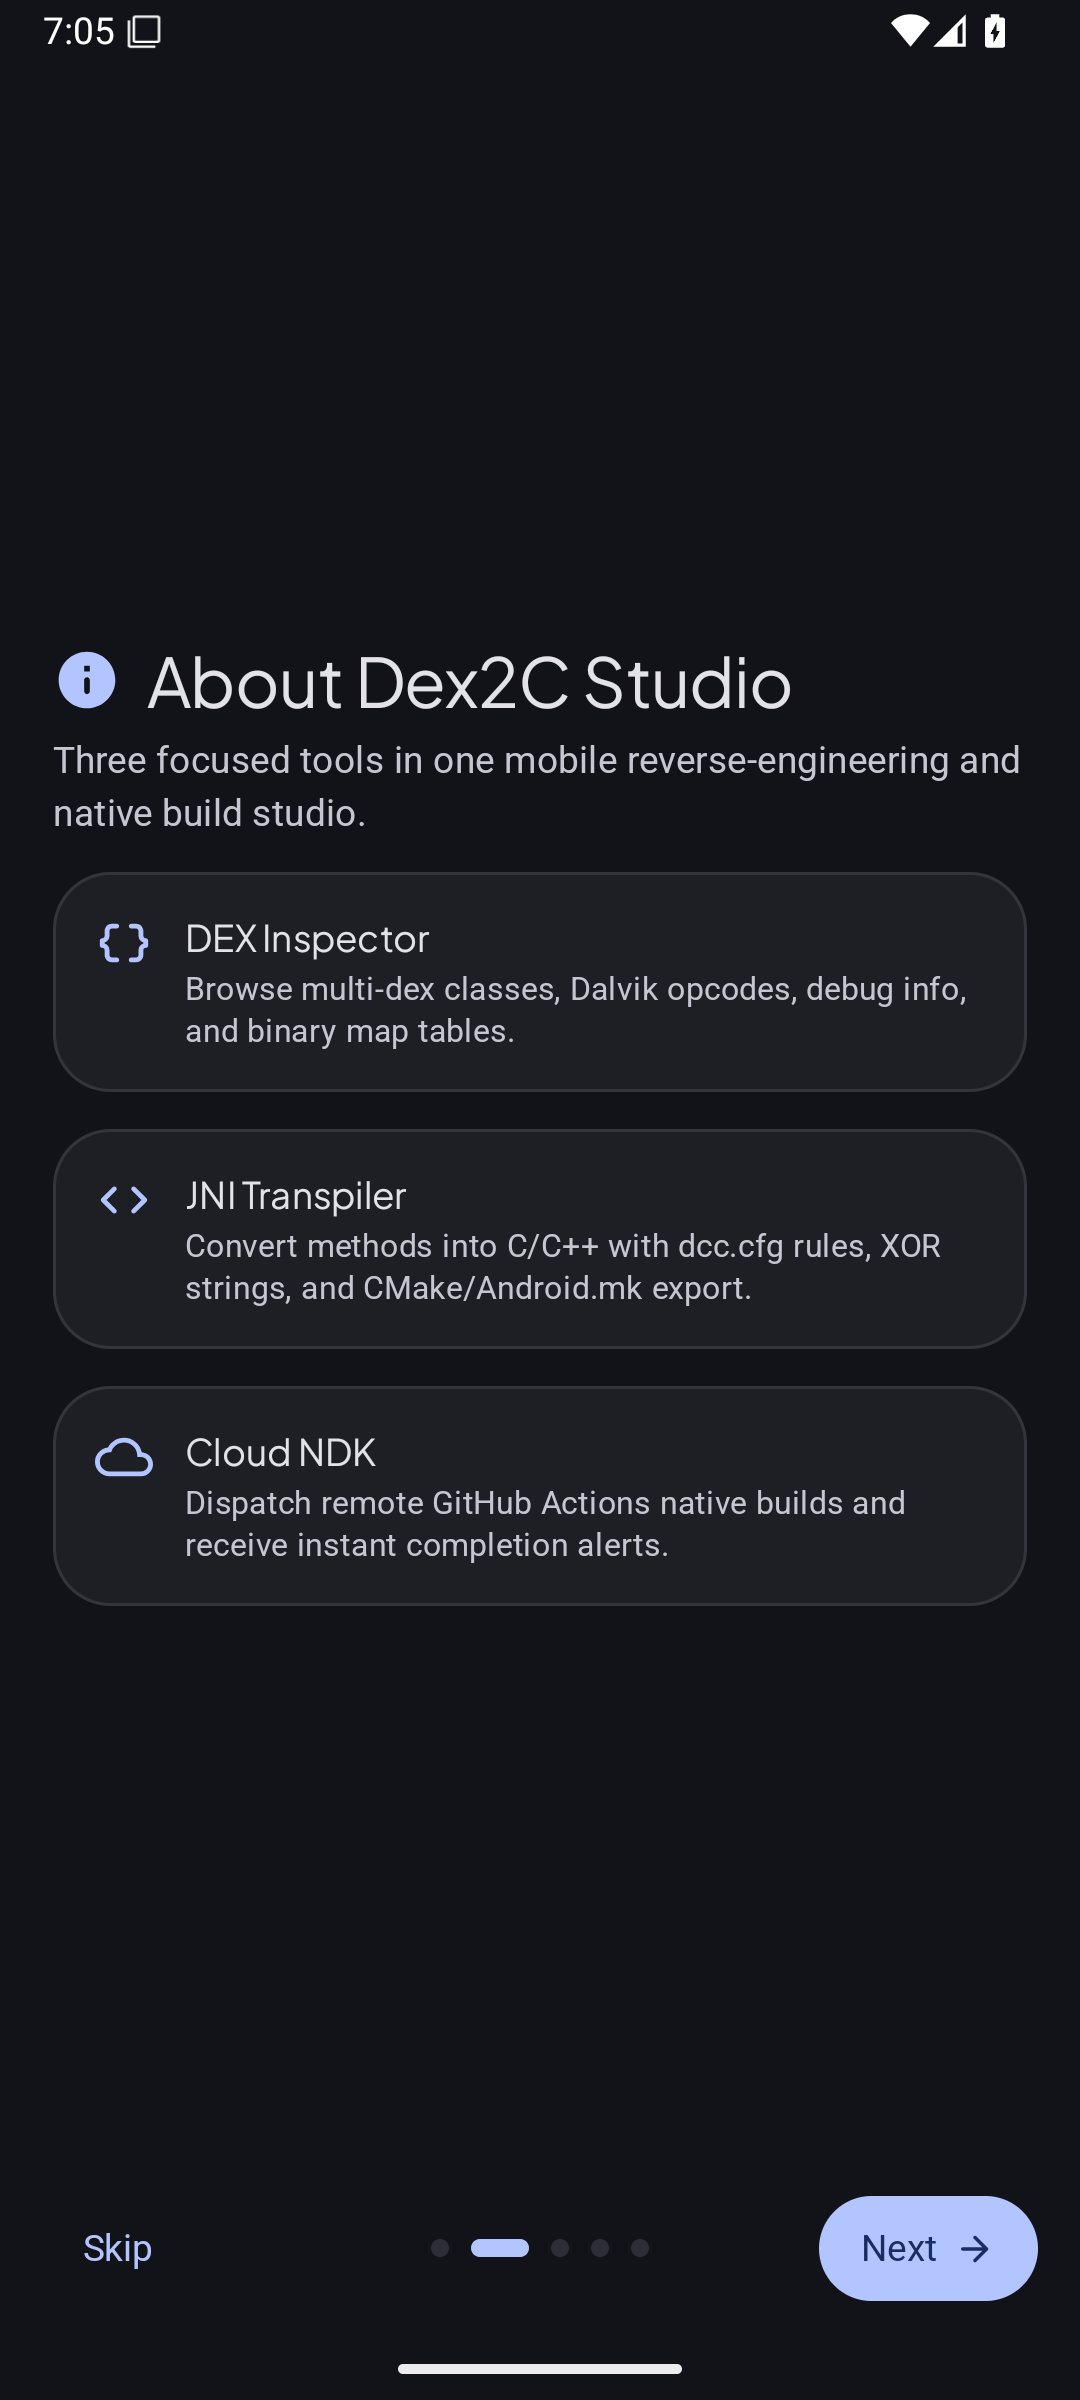 7:05
About Dex2C Studio
Three focused tools in one mobile reverse-engineering and
native build studio.
DEX Inspector
Browse multi-dex classes, Dalvik opcodes, debug info,
and binary map tables.
JNI Transpiler
Convert methods into C/C++ with dcc.cfg rules, XOR
strings, and CMake/Android.mk export.
Cloud NDK
Dispatch remote GitHub Actions native builds and
receive instant completion alerts.
Skip
Next